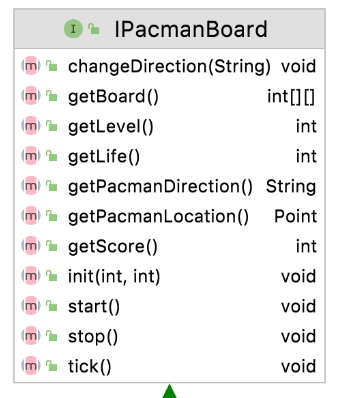 I IPacmanBoard
m changeDirection(String) void
m getBoard() int[][]
m getLevel() int
m getLife() int
m getPacmanDirection() String
m getPacmanLocation() Point
m getScore() int
m init(int, int) void
m start() void
m stop() void
m tick() void